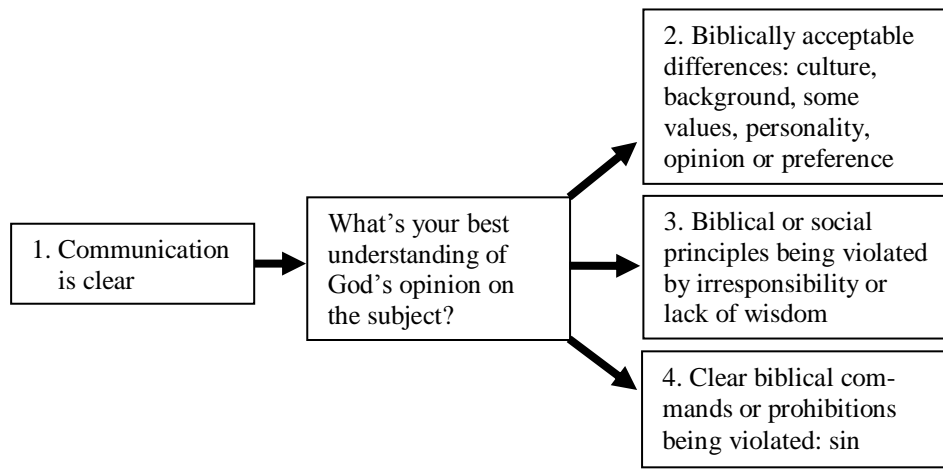 1. Communication
is clear
What’s your best
understanding of
God’s opinion on
the subject?
2. Biblically acceptable
differences: culture,
background, some
values, personality,
opinion or preference
3. Biblical or social
principles being violated
by irresponsibility or
lack of wisdom
4. Clear biblical com-
mands or prohibitions
being violated: sin